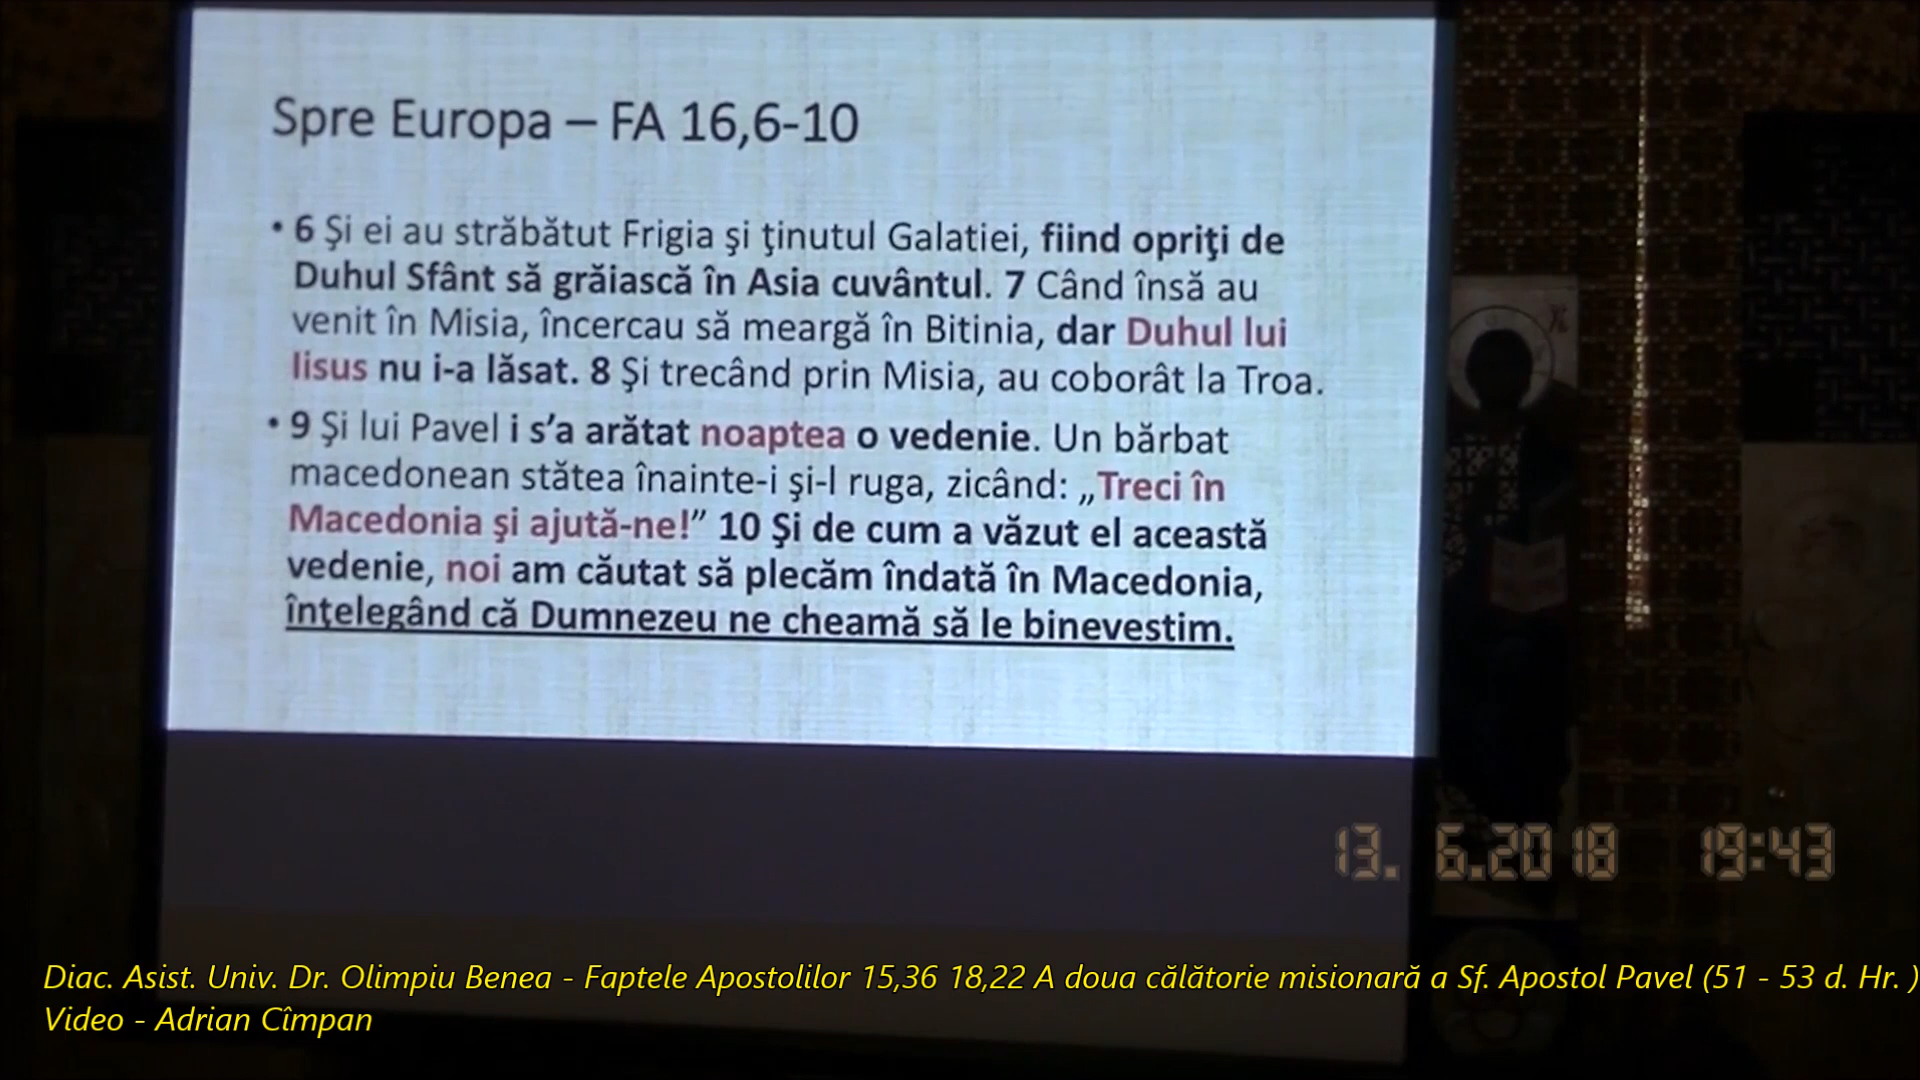 Spre Europa – FA 16,6-10
• 6 Şi ei au străbătut Frigia şi ţinutul Galatiei, fiind opriţi de
Duhul Sfânt să grăiască în Asia cuvântul. 7 Când însă au
venit în Misia, încercau să meargă în Bitinia, dar Duhul lui
Iisus nu i-a lăsat. 8 Şi trecând prin Misia, au coborât la Troa.
• 9 Şi lui Pavel i s’a arătat noaptea o vedenie. Un bărbat
macedonean stătea înainte-i şi-l ruga, zicând: „Treci în
Macedonia şi ajută-ne!” 10 Şi de cum a văzut el această
vedenie, noi am căutat să plecăm îndată în Macedonia,
înţelegând că Dumnezeu ne cheamă să le binevestim.
13. 6.2018 19:43
Diac. Asist. Univ. Dr. Olimpiu Benea - Faptele Apostolilor 15,36 18,22 A doua călătorie misionară a Sf. Apostol Pavel (51 - 53 d. Hr. )
Video - Adrian Cîmpan